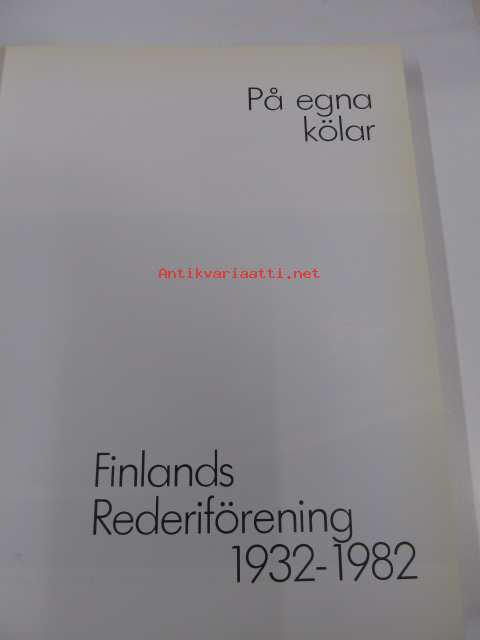 På egna
kölar
Antikvariaatti.net
Finlands
Rederiförening
1932-1982